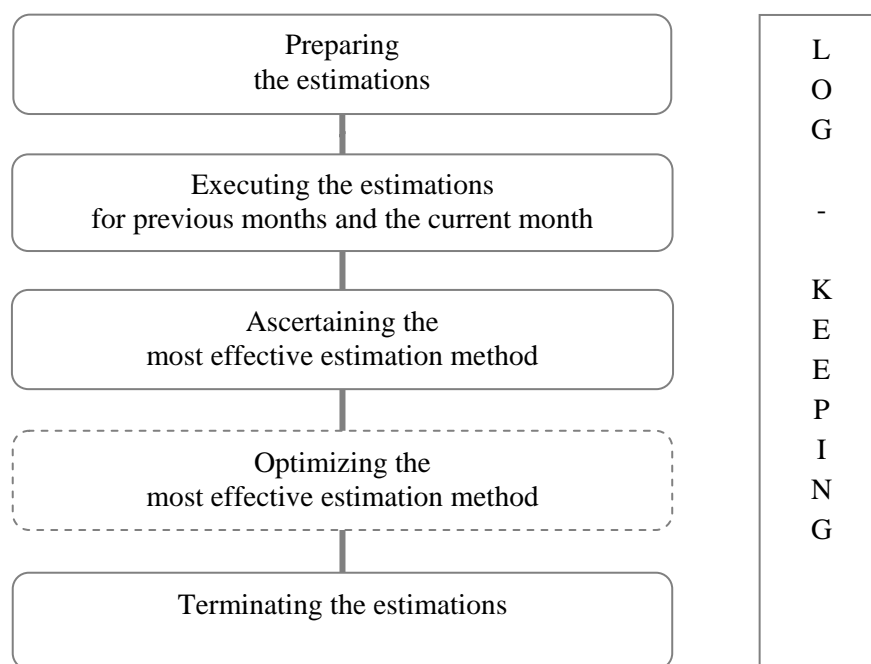 Preparing
the estimations
Executing the estimations
for previous months and the current month
Ascertaining the
most effective estimation method
Optimizing the
most effective estimation method
Terminating the estimations
L
O
G
-
K
E
E
P
I
N
G